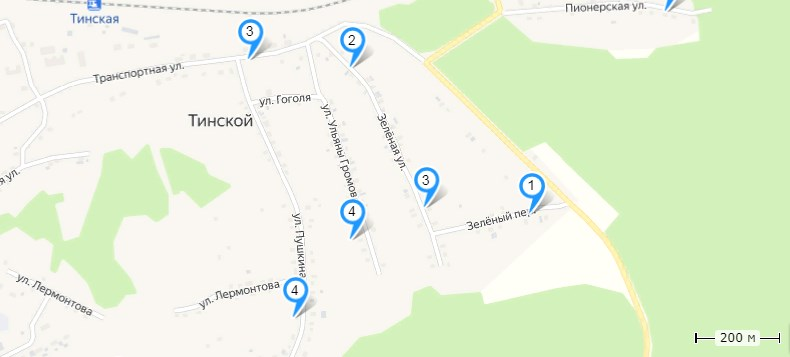 Пионерская ул.
Тинская
3
2
Транспортная ул.
ул. Гоголя
Тинской
ул. Ульяны Громов
Зелёная ул.
3
1
4
Зелёный пер
ул. Пушкина
ул. Лермонтова
4
ул. Лермонтова
200 м